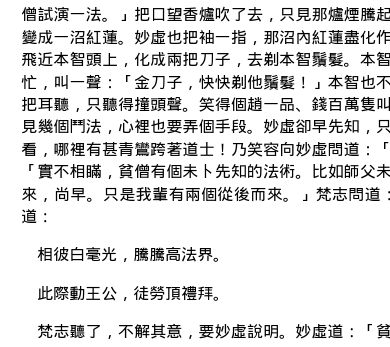 僧試演一法。」把口望香爐吹了去，只見那爐煙騰起
變成一沼紅蓮。妙虛也把袖一指，那沼內紅蓮盡化作
飛近本智頭上，化成兩把刀子，去剃本智鬚髮。本智
忙，叫一聲：「金刀子，快快剃他鬚髮！」本智也不
把耳聽，只聽得撞頭聲。笑得個趙一品、錢百萬隻叫
見幾個鬥法，心裡也要弄個手段。妙虛卻早先知，只
看，哪裡有甚青鸞跨著道士！乃笑容向妙虛問道：「
「實不相瞞，貧僧有個未卜先知的法術。比如師父未
來，尚早。只是我輩有兩個從後而來。」梵志問道：
道：
相彼白毫光，騰騰高法界。
此際動王公，徒勞頂禮拜。
梵志聽了，不解其意，要妙虛說明。妙虛道：「貧